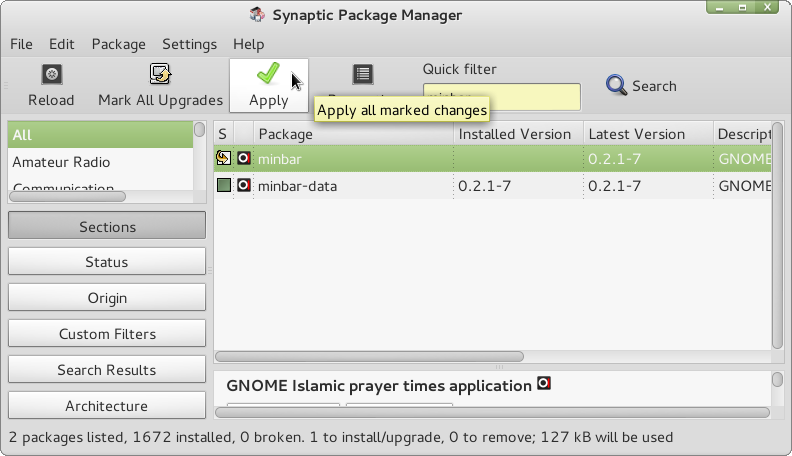 Synaptic Package Manager
File Edit Package Settings Help
Reload
Mark All Upgrades
Apply
Quick filter
Search
Apply all marked changes
All
Amateur Radio
Communication
Sections
Status
Origin
Custom Filters
Search Results
Architecture
S Package Installed Version Latest Version Descript
minbar 0.2.1-7 GNOME
minbar-data 0.2.1-7 0.2.1-7 GNOME
GNOME Islamic prayer times application
2 packages listed, 1672 installed, 0 broken. 1 to install/upgrade, 0 to remove; 127 kB will be used